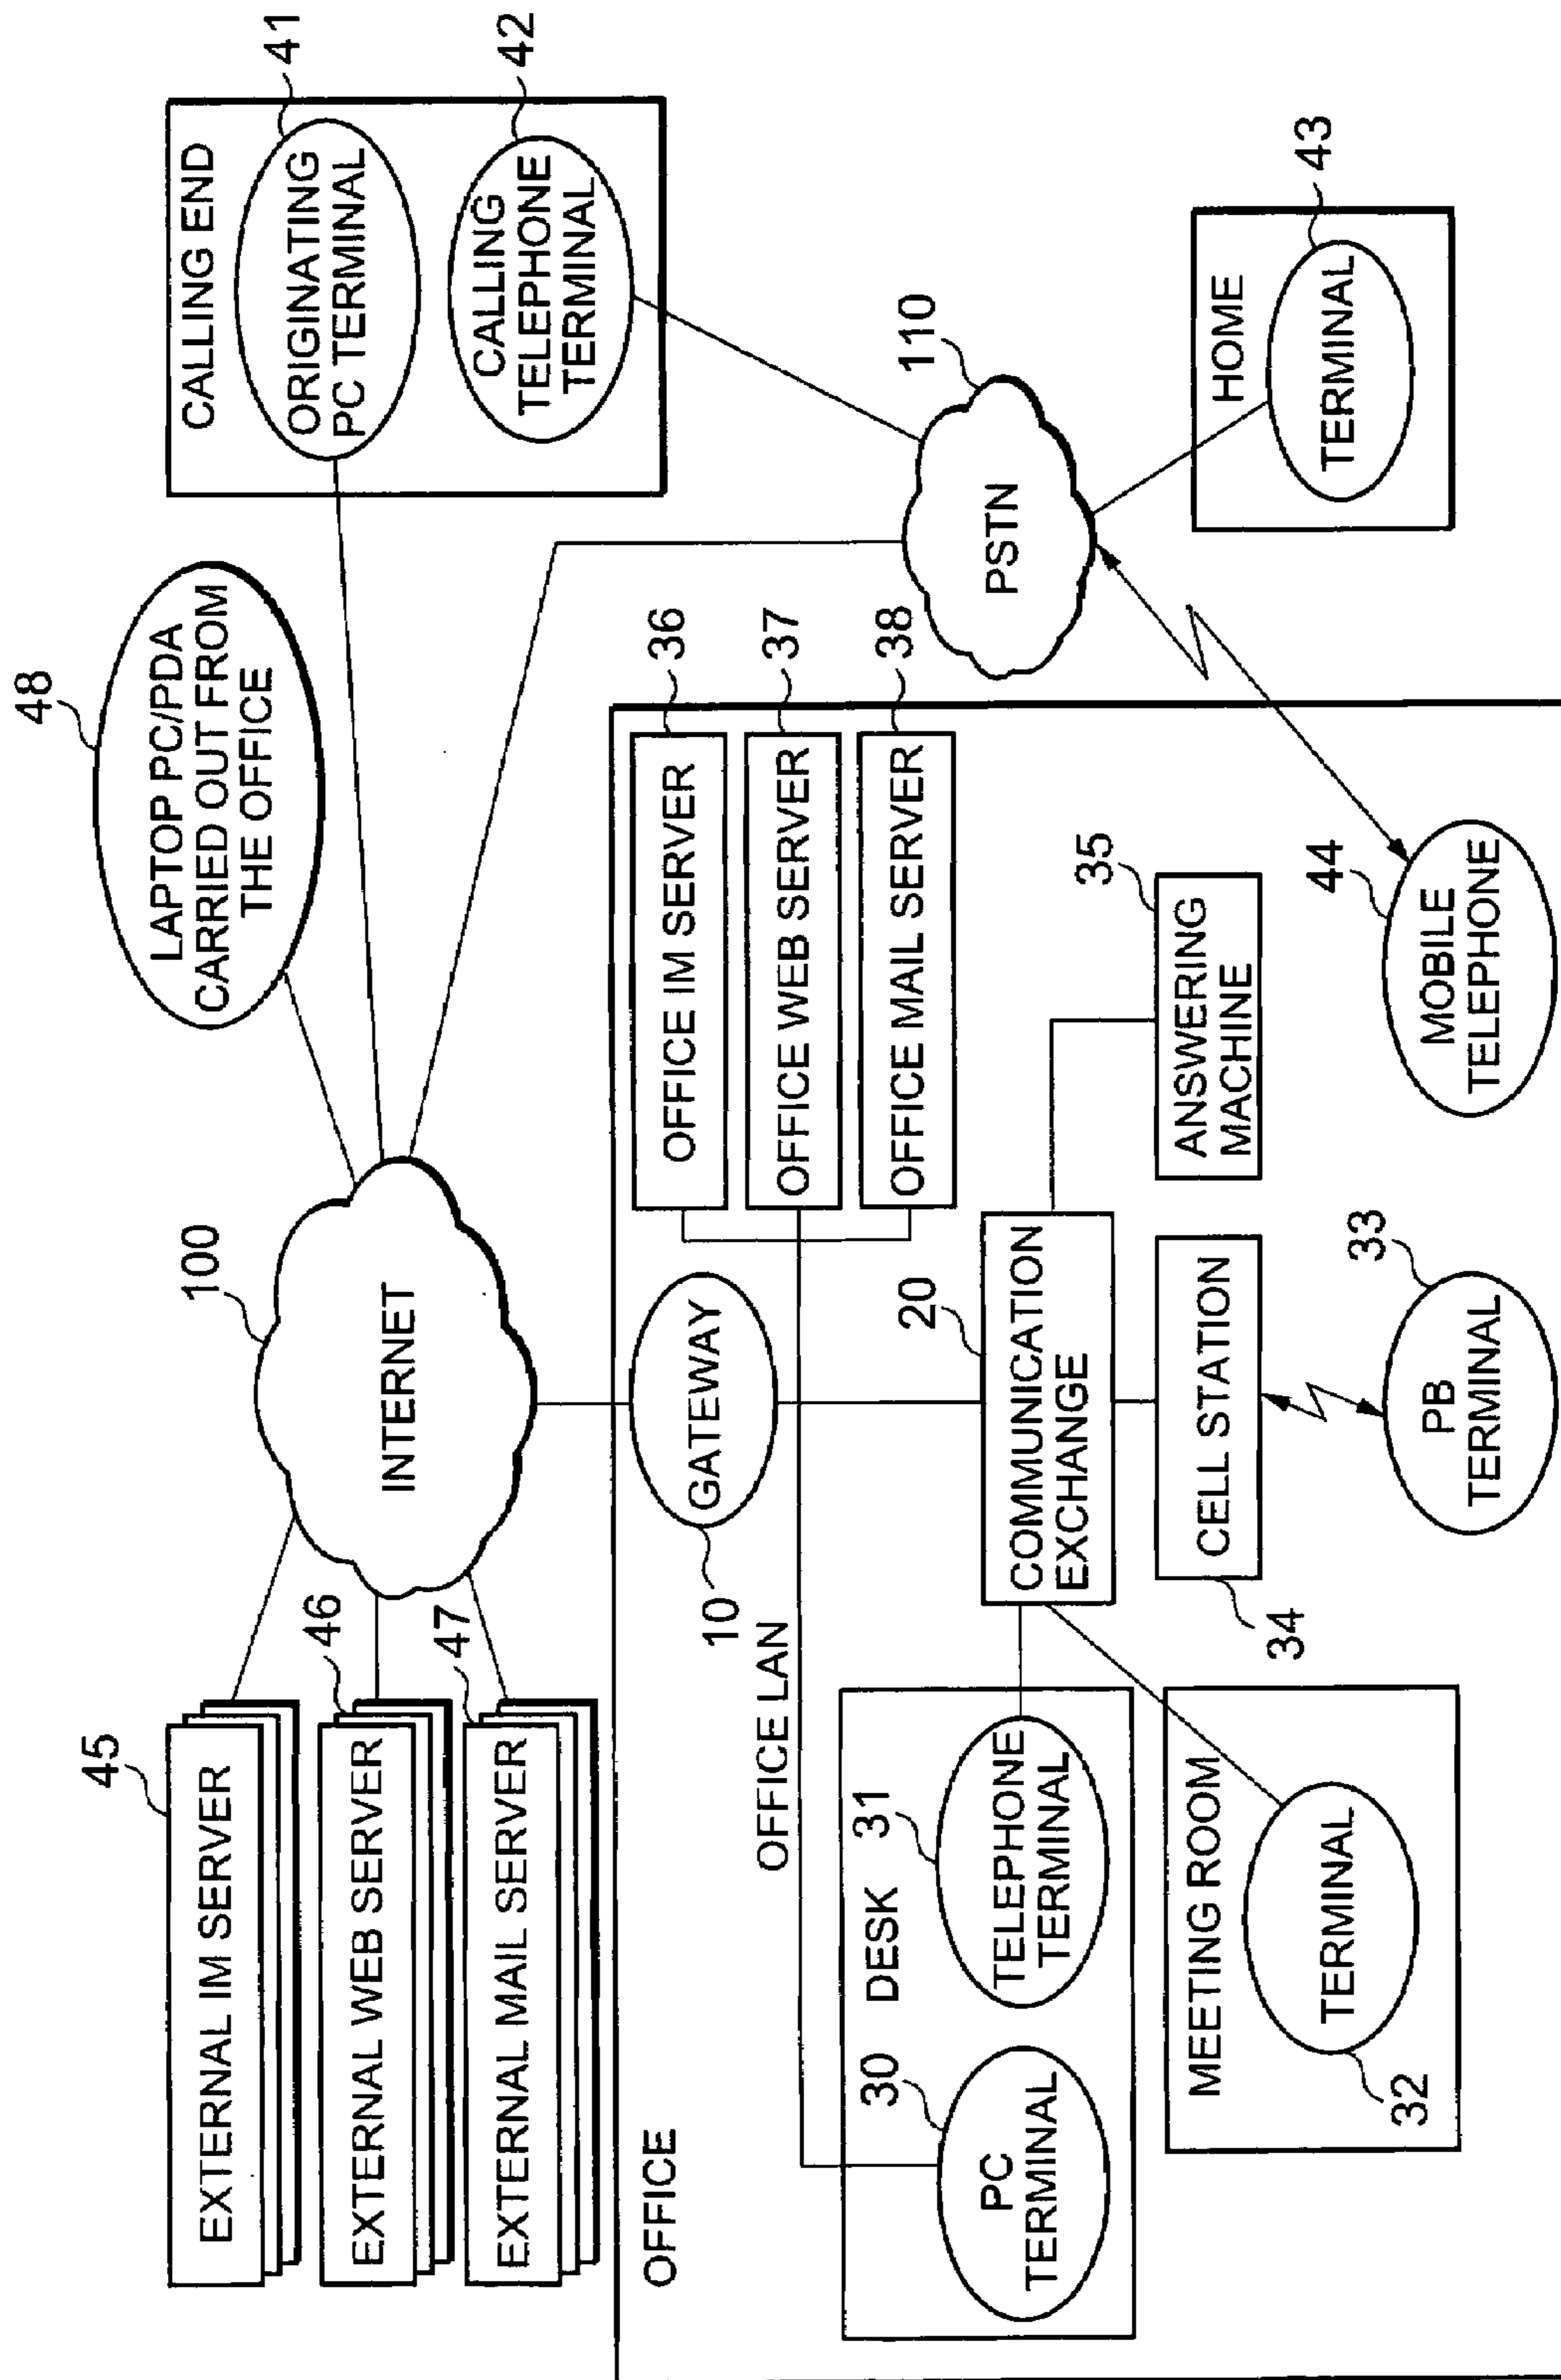 48
LAPTOP PC/PDA
CARRIED OUT FROM
THE OFFICE
CALLING END
41
ORIGINATING
PC TERMINAL
42
CALLING
TELEPHONE
TERMINAL
45
EXTERNAL IM SERVER
46
EXTERNAL WEB SERVER
47
EXTERNAL MAIL SERVER
100
INTERNET
110
PSTN
HOME
43
TERMINAL
OFFICE
10
GATEWAY
OFFICE LAN
OFFICE IM SERVER
36
OFFICE WEB SERVER
37
OFFICE MAIL SERVER
38
DESK
30
PC
TERMINAL
31
TELEPHONE
TERMINAL
20
COMMUNICATION
EXCHANGE
35
ANSWERING
MACHINE
MEETING ROOM
TERMINAL
32
34
CELL STATION
33
PB
TERMINAL
44
MOBILE
TELEPHONE